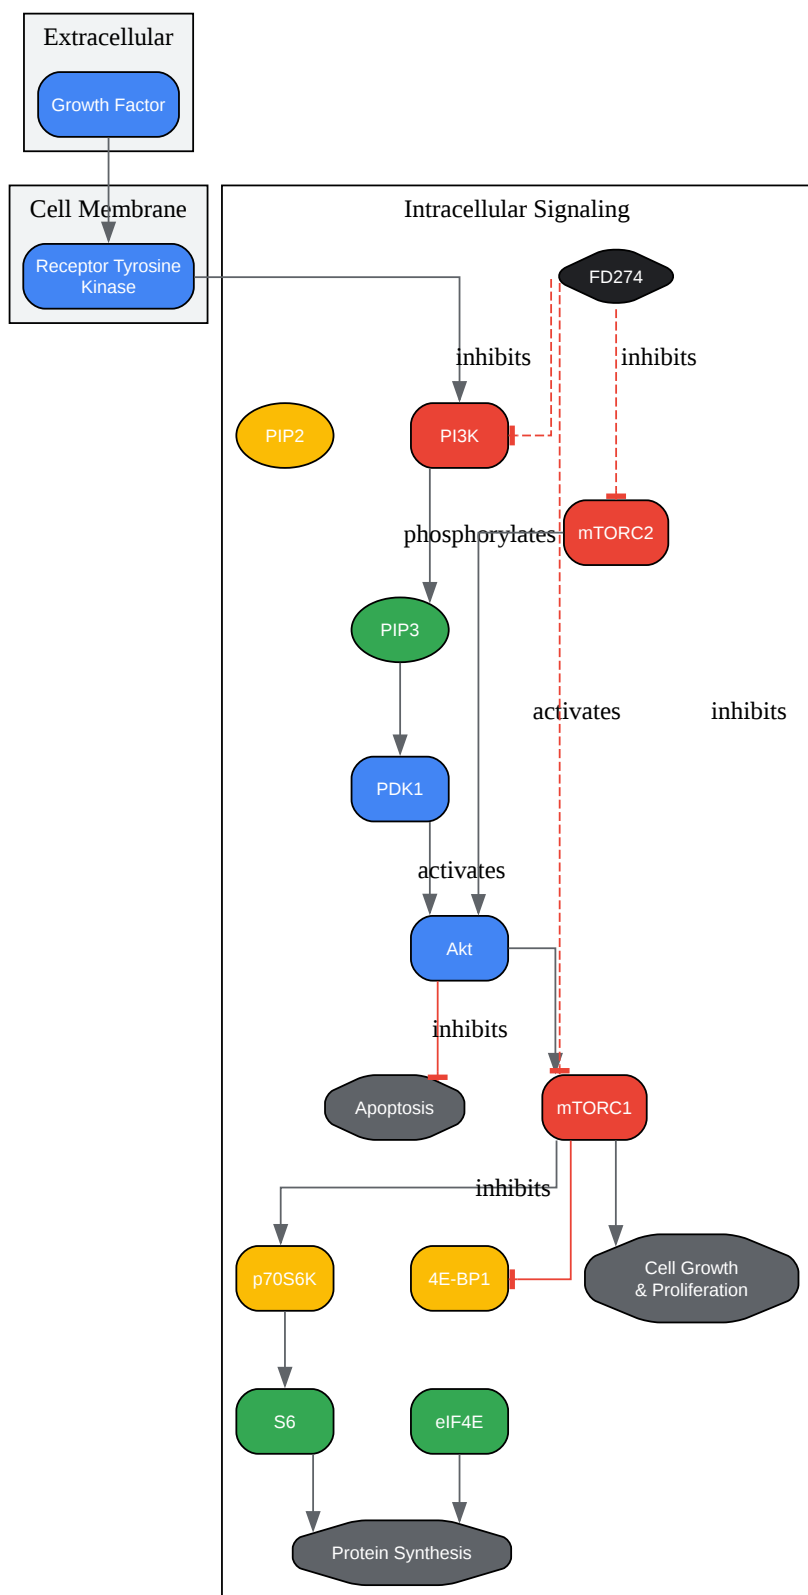 Extracellular
Growth Factor
Cell Membrane
Receptor Tyrosine
Kinase
Intracellular Signaling
FD274
inhibits
inhibits
PIP2
PI3K
phosphorylates
mTORC2
PIP3
activates
inhibits
PDK1
activates
Akt
inhibits
Apoptosis
mTORC1
inhibits
p70S6K
4E-BP1
Cell Growth
& Proliferation
S6
eIF4E
Protein Synthesis